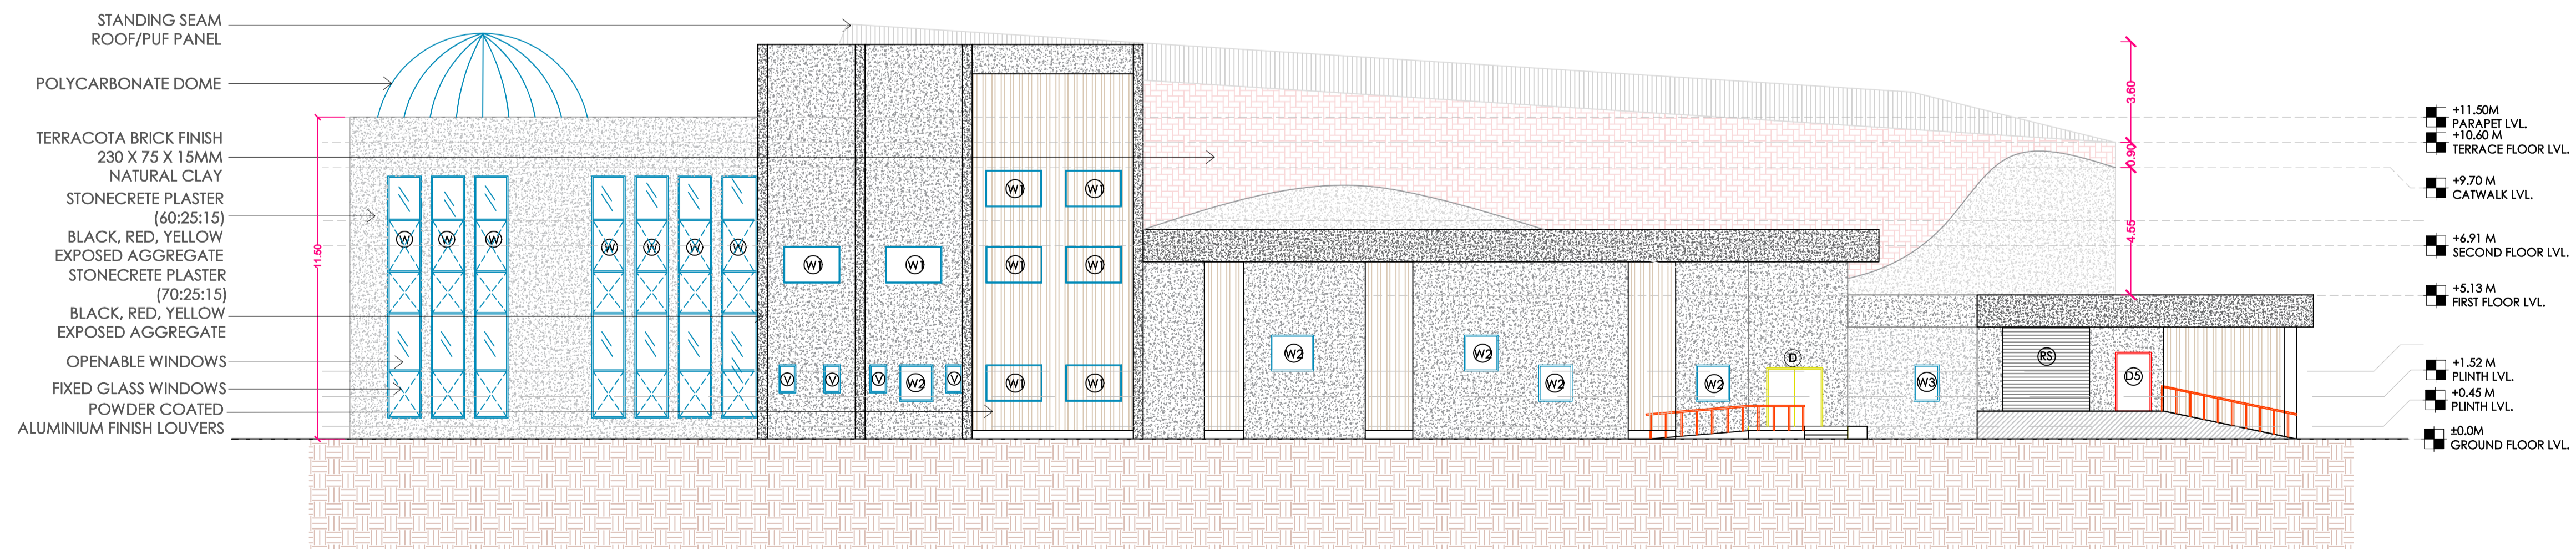 STANDING SEAM
ROOF/PUF PANEL
POLYCARBONATE DOME
TERRACOTA BRICK FINISH
230 X 75 X 15MM
NATURAL CLAY
STONECRETE PLASTER
(60:25:15)
BLACK, RED, YELLOW
EXPOSED AGGREGATE
STONECRETE PLASTER
(70:25:15)
BLACK, RED, YELLOW
EXPOSED AGGREGATE
OPENABLE WINDOWS
FIXED GLASS WINDOWS
POWDER COATED
ALUMINIUM FINISH LOUVERS
11.50
W W W W W W W
W1 W1
V V V W2 V
W1 W1
W1 W1
W1 W1
W2 W2 W2 W2 D W3 RS D5
3.60
0.90
4.55
+11.50M
PARAPET LVL.
+10.60 M
TERRACE FLOOR LVL.
+9.70 M
CATWALK LVL.
+6.91 M
SECOND FLOOR LVL.
+5.13 M
FIRST FLOOR LVL.
+1.52 M
PLINTH LVL.
+0.45 M
PLINTH LVL.
±0.0M
GROUND FLOOR LVL.